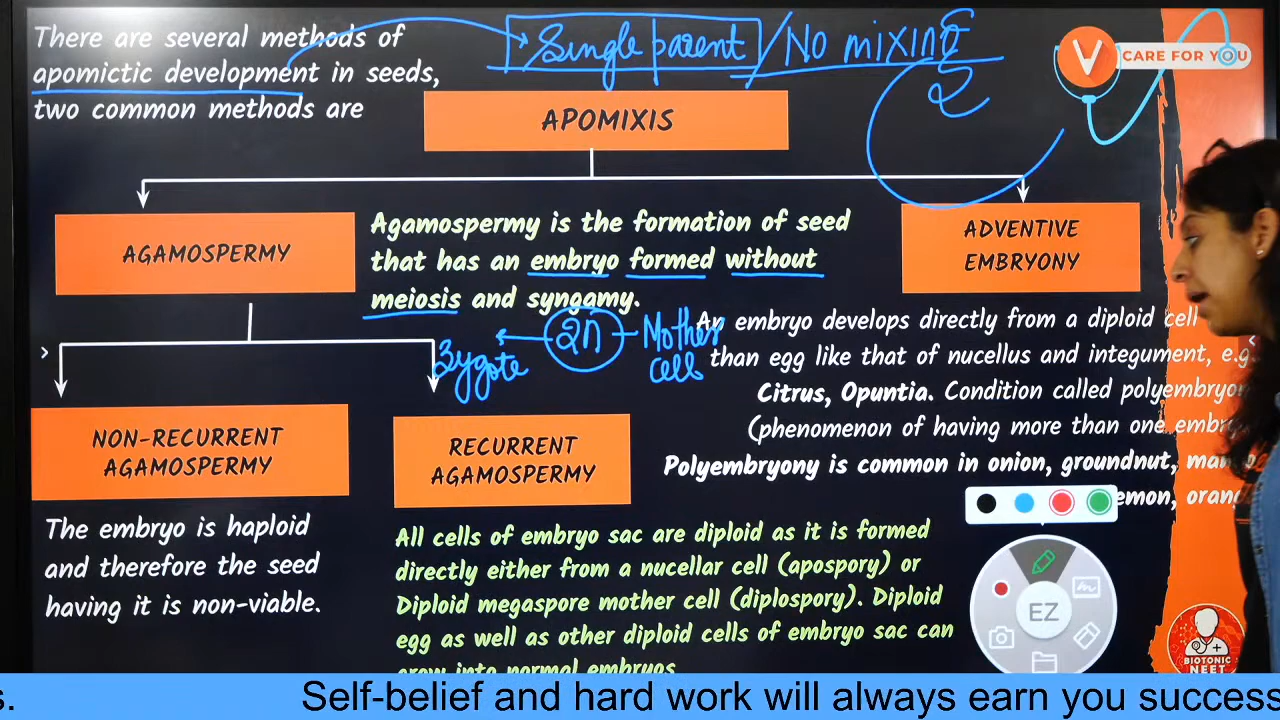 There are several methods of
apomictic development in seeds,
two common methods are
Single parent / No mixing
V CARE FOR YOU
APOMIXIS
AGAMOSPERMY
Agamospermy is the formation of seed
that has an embryo formed without
meiosis and syngamy.
ADVENTIVE
EMBRYONY
Zygote
2n
Mother
cell
An embryo develops directly from a diploid cell
than egg like that of nucellus and integument, e.g.
Citrus, Opuntia. Condition called
(phenomenon of having more than one
Polyembryony is common in onion, groundnut,
NON-RECURRENT
AGAMOSPERMY
RECURRENT
AGAMOSPERMY
The embryo is haploid
and therefore the seed
having it is non-viable.
All cells of embryo sac are diploid as it is formed
directly either from a nucellar cell (apospory) or
Diploid megaspore mother cell (diplospory). Diploid
egg as well as other diploid cells of embryo sac can
grow into normal embryos
EZ
BIOTONIC
NEET
s. Self-belief and hard work will always earn you success